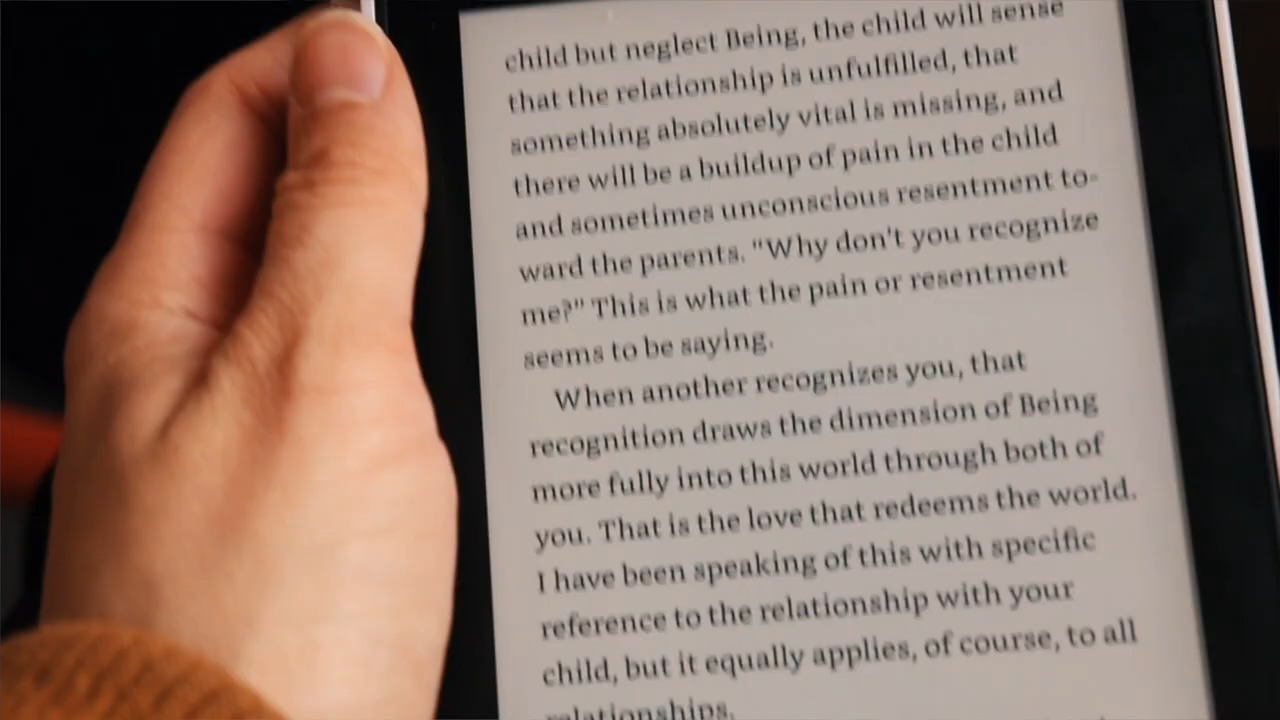 child but neglect Being, the child will sense
that the relationship is unfulfilled, that
something absolutely vital is missing, and
there will be a buildup of pain in the child
and sometimes unconscious resentment to-
ward the parents. “Why don't you recognize
me?” This is what the pain or resentment
seems to be saying.
When another recognizes you, that
recognition draws the dimension of Being
more fully into this world through both of
you. That is the love that redeems the world.
I have been speaking of this with specific
reference to the relationship with your
child, but it equally applies, of course, to all
relationships.